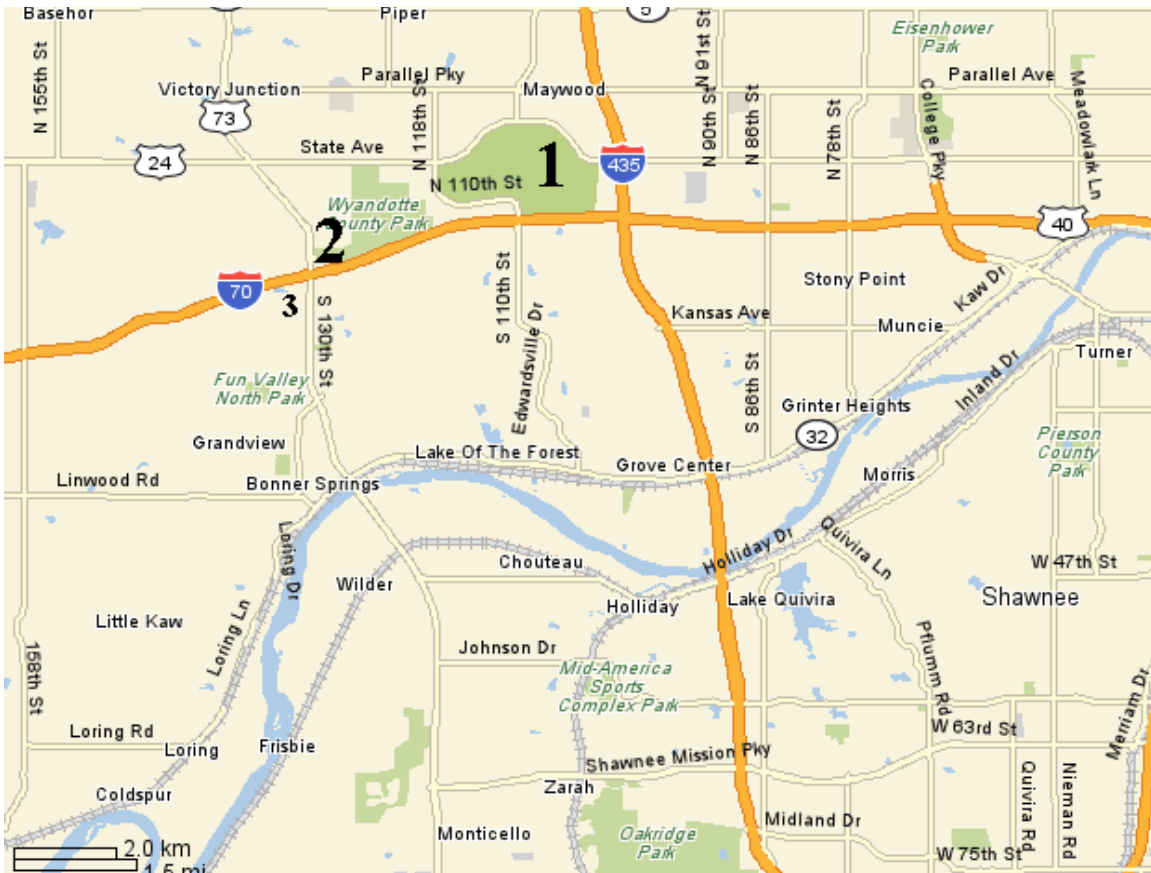 Basehor
Piper
5
N 91st St
Eisenhower
Park
N 155th St
Victory Junction
Parallel Pky
Maywood
Parallel Ave
73
N 118th St
N 90th St
N 86th St
N 78th St
College Pky
Meadowlark Ln
24
State Ave
1
435
N 110th St
Wyandotte
County Park
2
40
70
3
S 130th St
S 110th St
Stony Point
Kaw Dr
Kansas Ave
Muncie
Edwardsville Dr
Inland Dr
Turner
Fun Valley
North Park
S 86th St
Grinter Heights
32
Pierson
County
Park
Grandview
Lake Of The Forest
Grove Center
Morris
Linwood Rd
Bonner Springs
Loring Dr
Holliday Dr
Quivira Ln
Chouteau
W 47th St
Wilder
Holliday
Lake Quivira
Shawnee
Little Kaw
Loring Ln
158th St
Johnson Dr
Pflumm Rd
Mid-America
Sports
Complex Park
Merriam Dr
Loring Rd
Loring
Frisbie
W 63rd St
Shawnee Mission Pky
Zarah
Coldspur
Quivira Rd
Nieman Rd
Monticello
Oakridge
Park
Midland Dr
W 75th St
2.0 km
1.5 mi